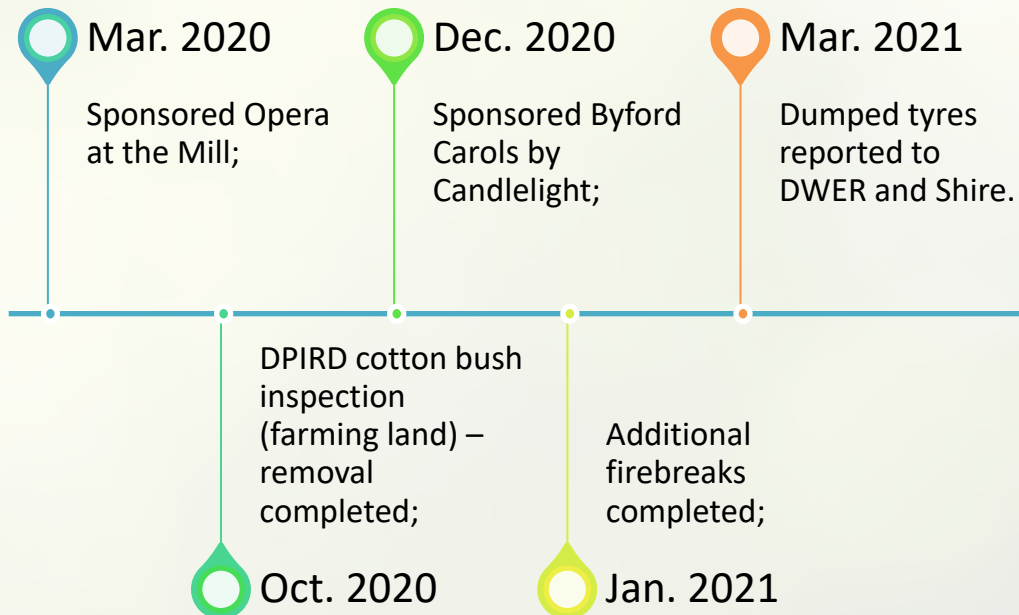 Mar. 2020
Sponsored Opera
at the Mill;
Dec. 2020
Sponsored Byford
Carols by
Candlelight;
Mar. 2021
Dumped tyres
reported to
DWER and Shire.
DPIRD cotton bush
inspection
(farming land) –
removal
completed;
Oct. 2020
Additional
firebreaks
completed;
Jan. 2021